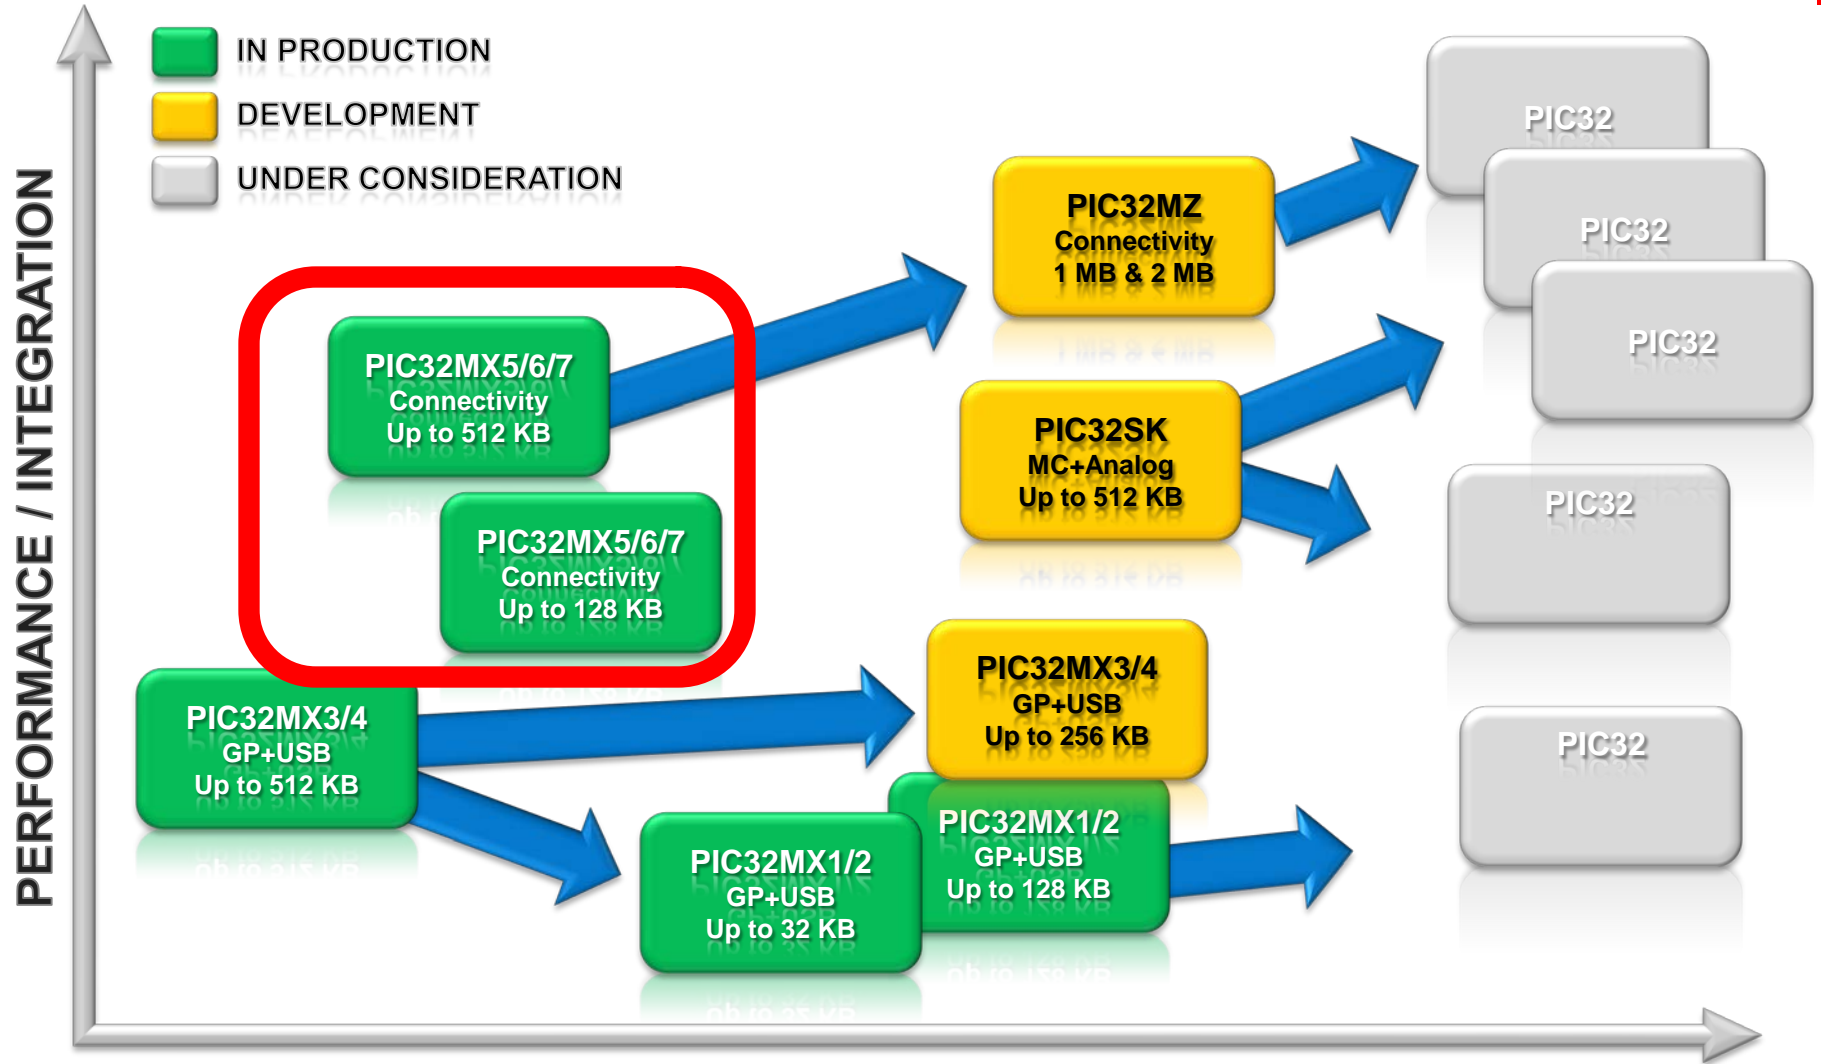 IN PRODUCTION
DEVELOPMENT
UNDER CONSIDERATION
PERFORMANCE / INTEGRATION
PIC32MX5/6/7
Connectivity
Up to 512 KB
PIC32MX5/6/7
Connectivity
Up to 128 KB
PIC32MX3/4
GP+USB
Up to 512 KB
PIC32MX1/2
GP+USB
Up to 32 KB
PIC32MX1/2
GP+USB
Up to 128 KB
PIC32MZ
Connectivity
1 MB & 2 MB
PIC32SK
MC+Analog
Up to 512 KB
PIC32MX3/4
GP+USB
Up to 256 KB
PIC32
PIC32
PIC32
PIC32
PIC32